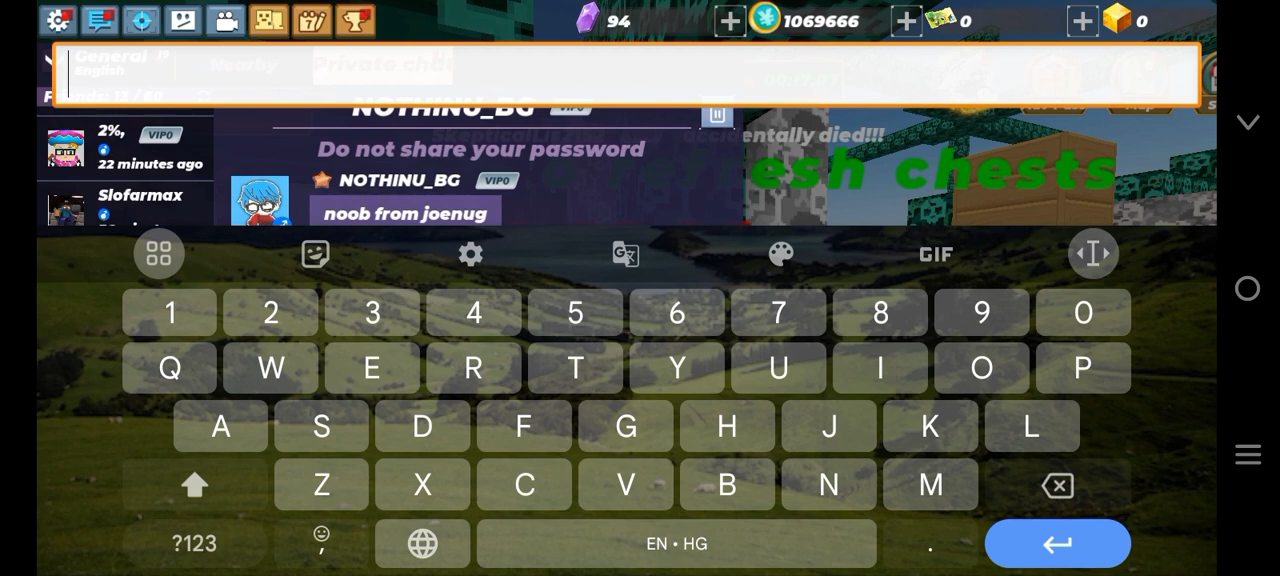 94
1069666
0
0
General
English
Nearby
Private chat
Friends: 13 / 60
NOTHINU_BG VIP0
2%, VIP0
22 minutes ago
entally died!!!
Do not share your password
refresh chests
NOTHINU_BG VIP0
Slofarmax
noob from joenug
GIF
1 2 3 4 5 6 7 8 9 0
Q W E R T Y U I O P
A S D F G H J K L
Z X C V B N M
?123 , EN • HG .